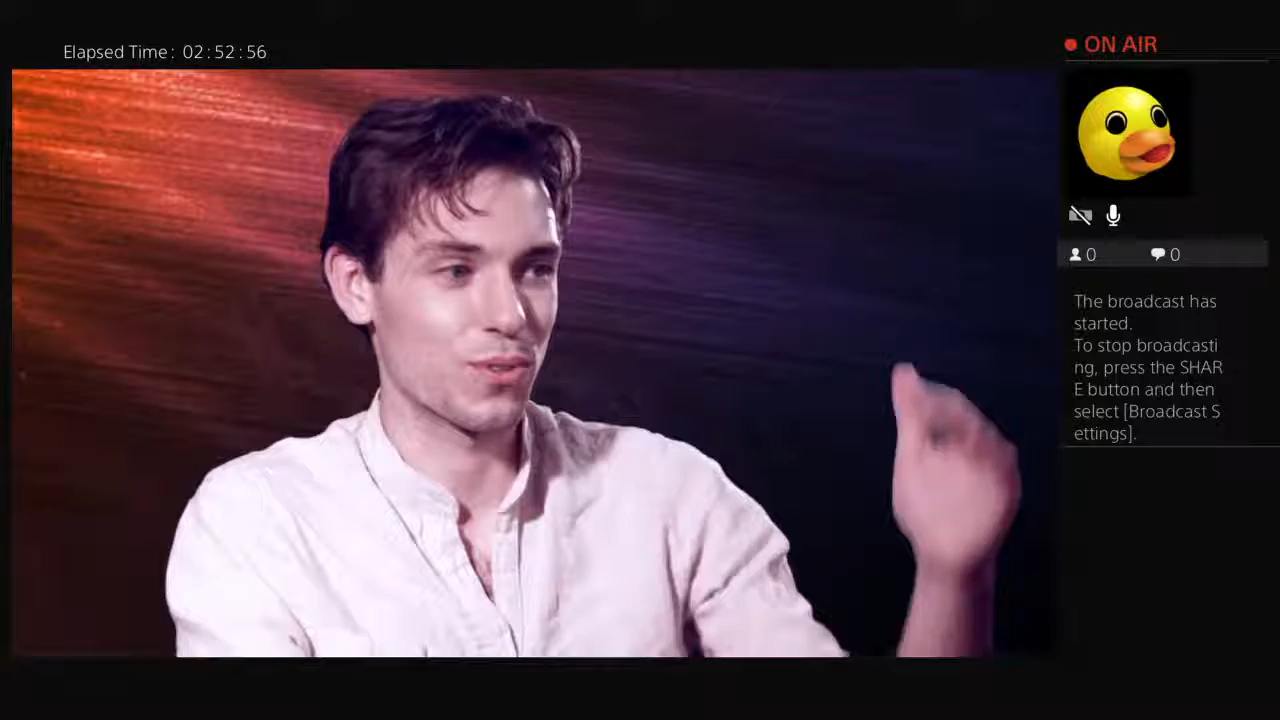 Elapsed Time: 02:52:56
ON AIR
0 0
The broadcast has
started.
To stop broadcasti
ng, press the SHAR
E button and then
select [Broadcast S
ettings].